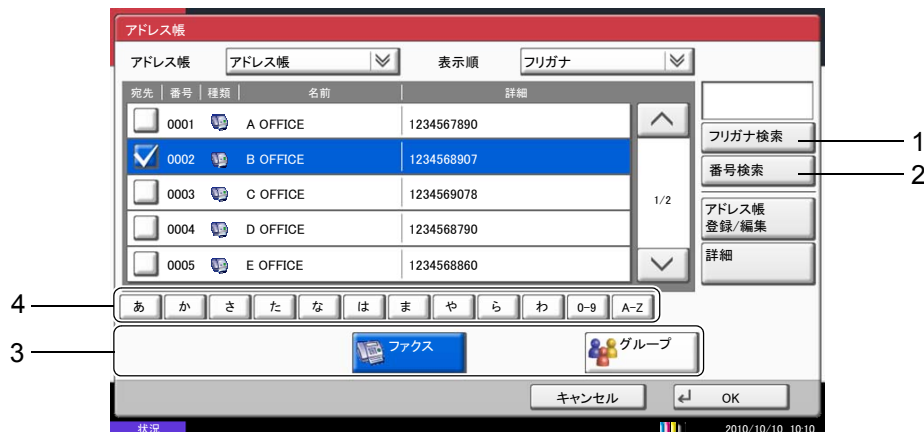 アドレス帳
アドレス帳 アドレス帳 表示順 フリガナ
宛先 番号 種類 名前 詳細
0001 A OFFICE 1234567890
0002 B OFFICE 1234568907
0003 C OFFICE 1234569078
0004 D OFFICE 1234568790
0005 E OFFICE 1234568860
1/2
フリガナ検索 1
番号検索 2
アドレス帳
登録/編集
詳細
4 あ か さ た な は ま や ら わ 0-9 A-Z
3 ファクス グループ
キャンセル OK
状況 2010/10/10 10:10